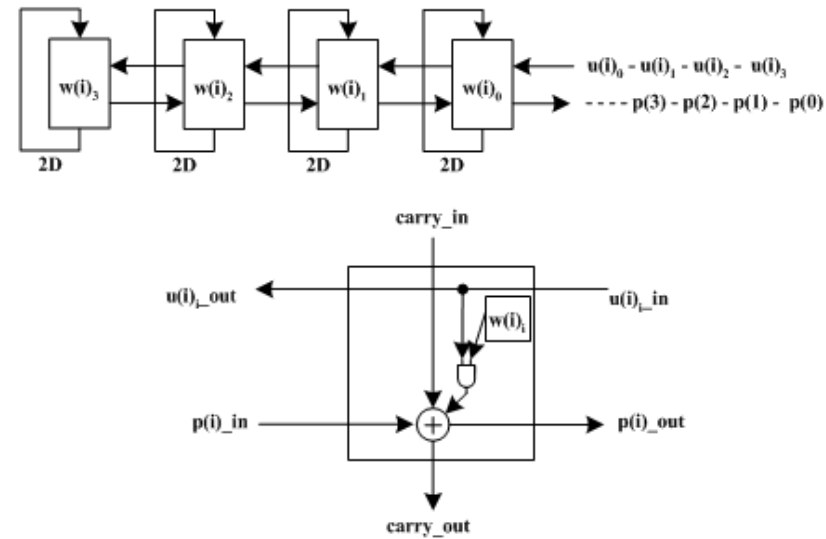 w(i)₃
w(i)₂
w(i)₁
w(i)₀
u(i)₀ - u(i)₁ - u(i)₂ - u(i)₃
---- p(3) - p(2) - p(1) - p(0)
2D
2D
2D
2D
carry_in
u(i)ᵢ_out
u(i)ᵢ_in
w(i)ᵢ
p(i)_in
+
p(i)_out
carry_out